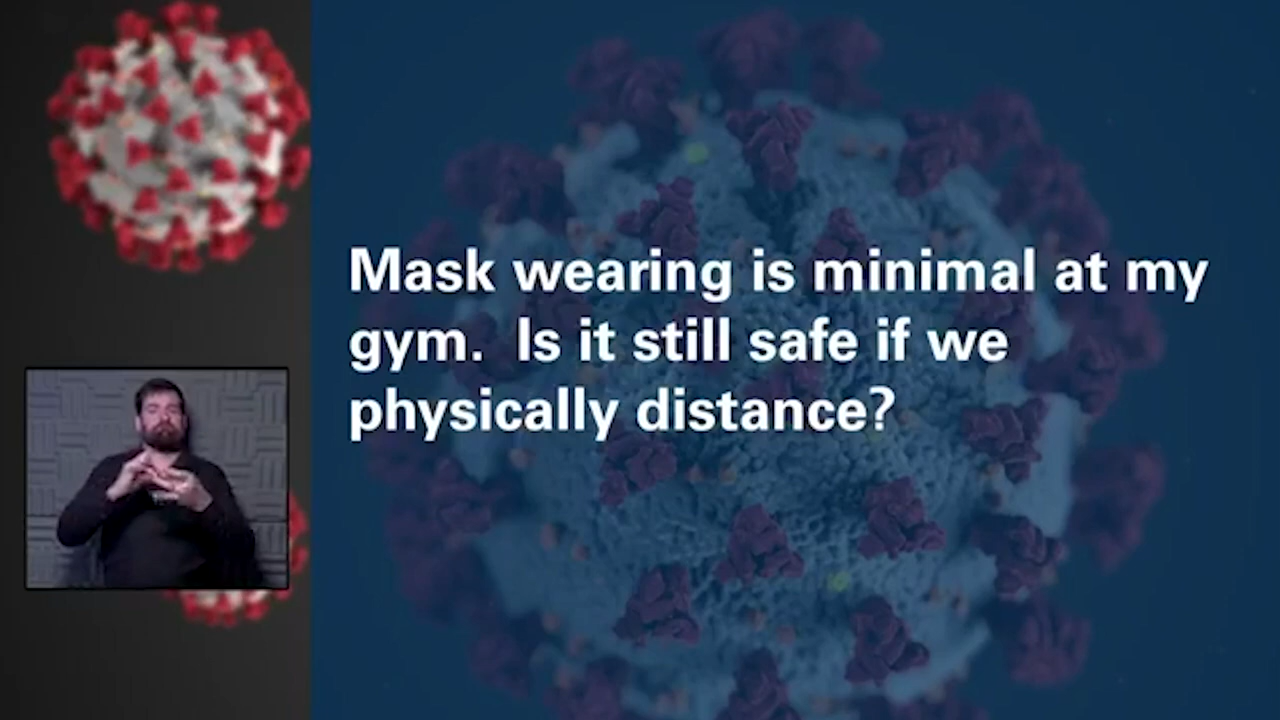 Mask wearing is minimal at my
gym.  Is it still safe if we
physically distance?